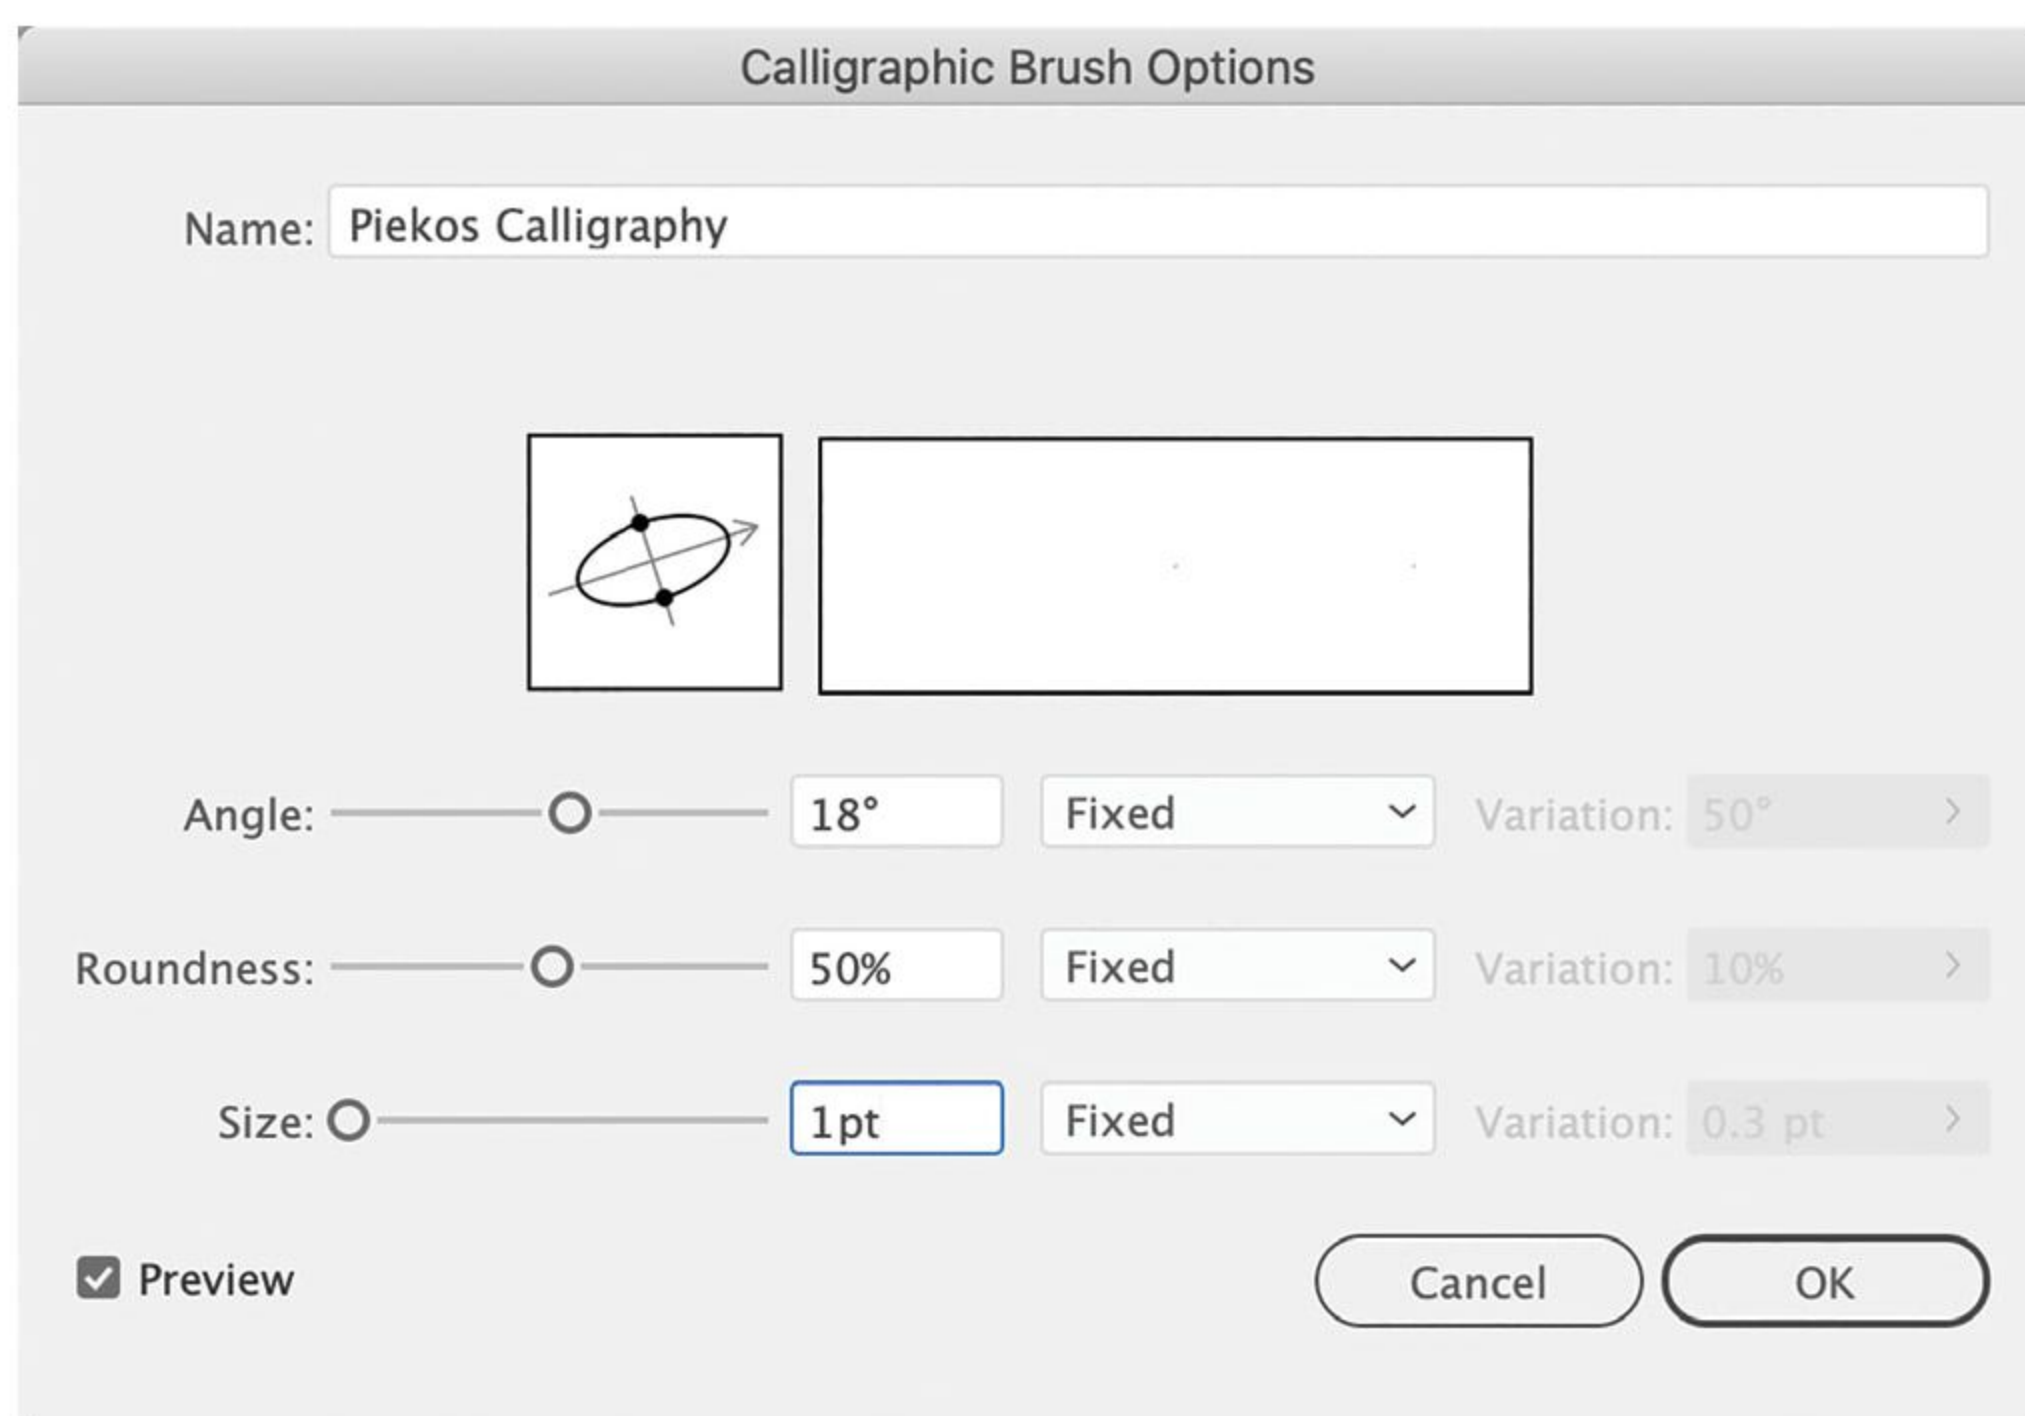 Calligraphic Brush Options
Name: Piekos Calligraphy
Angle: 18° Fixed Variation: 50°
Roundness: 50% Fixed Variation: 10%
Size: 1pt Fixed Variation: 0.3 pt
Preview Cancel OK